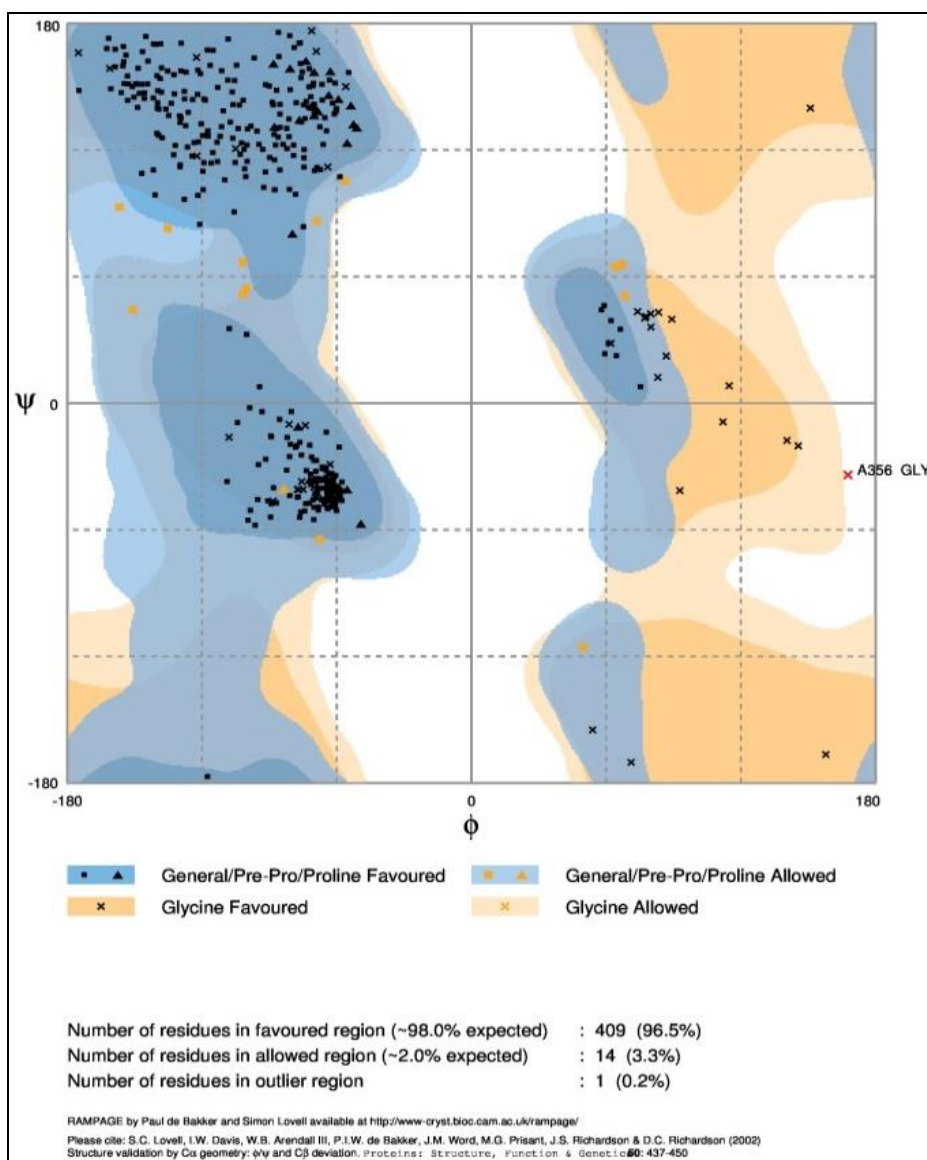 180
Ψ
0
A356 GLY
-180
-180
0
180
ϕ
General/Pre-Pro/Proline Favoured
General/Pre-Pro/Proline Allowed
Glycine Favoured
Glycine Allowed
Number of residues in favoured region (~98.0% expected) : 409 (96.5%)
Number of residues in allowed region (~2.0% expected) : 14 (3.3%)
Number of residues in outlier region : 1 (0.2%)
RAMPAGE by Paul de Bakker and Simon Lovell available at http://www-cryst.bioc.cam.ac.uk/rampage/
Please cite: S.C. Lovell, I.W. Davis, W.B. Arendall III, P.I.W. de Bakker, J.M. Word, M.G. Prisant, J.S. Richardson & D.C. Richardson (2002)
Structure validation by Cα geometry: ϕ/ψ and Cβ deviation. Proteins: Structure, Function & Genetics 50: 437-450